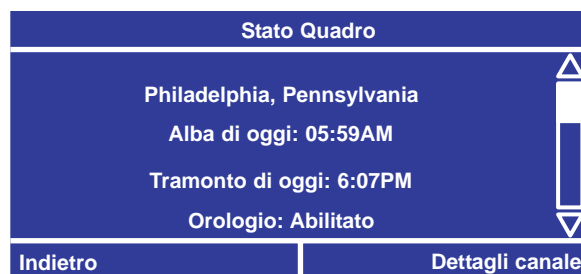 Stato Quadro
Philadelphia, Pennsylvania
Alba di oggi: 05:59AM
Tramonto di oggi: 6:07PM
Orologio: Abilitato
Indietro
Dettagli canale